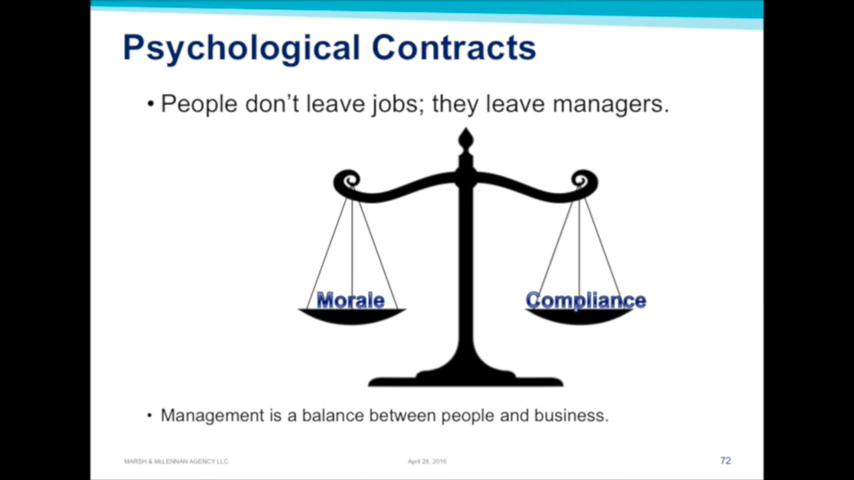 Psychological Contracts
• People don't leave jobs; they leave managers.
Morale
Compliance
• Management is a balance between people and business.
MARSH & McLENNAN AGENCY LLC
April 28, 2016
72